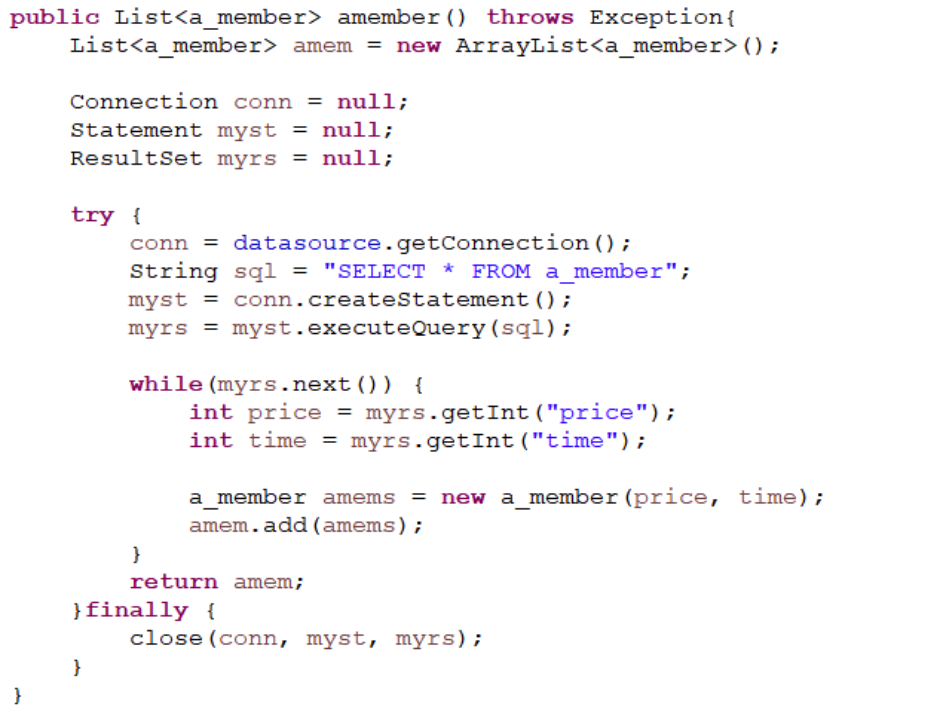 public List<a_member> amember() throws Exception{
    List<a_member> amem = new ArrayList<a_member>();

    Connection conn = null;
    Statement myst = null;
    ResultSet myrs = null;

    try {
        conn = datasource.getConnection();
        String sql = "SELECT * FROM a_member";
        myst = conn.createStatement();
        myrs = myst.executeQuery(sql);

        while(myrs.next()) {
            int price = myrs.getInt("price");
            int time = myrs.getInt("time");

            a_member amems = new a_member(price, time);
            amem.add(amems);
        }
        return amem;
    }finally {
        close(conn, myst, myrs);
    }
}